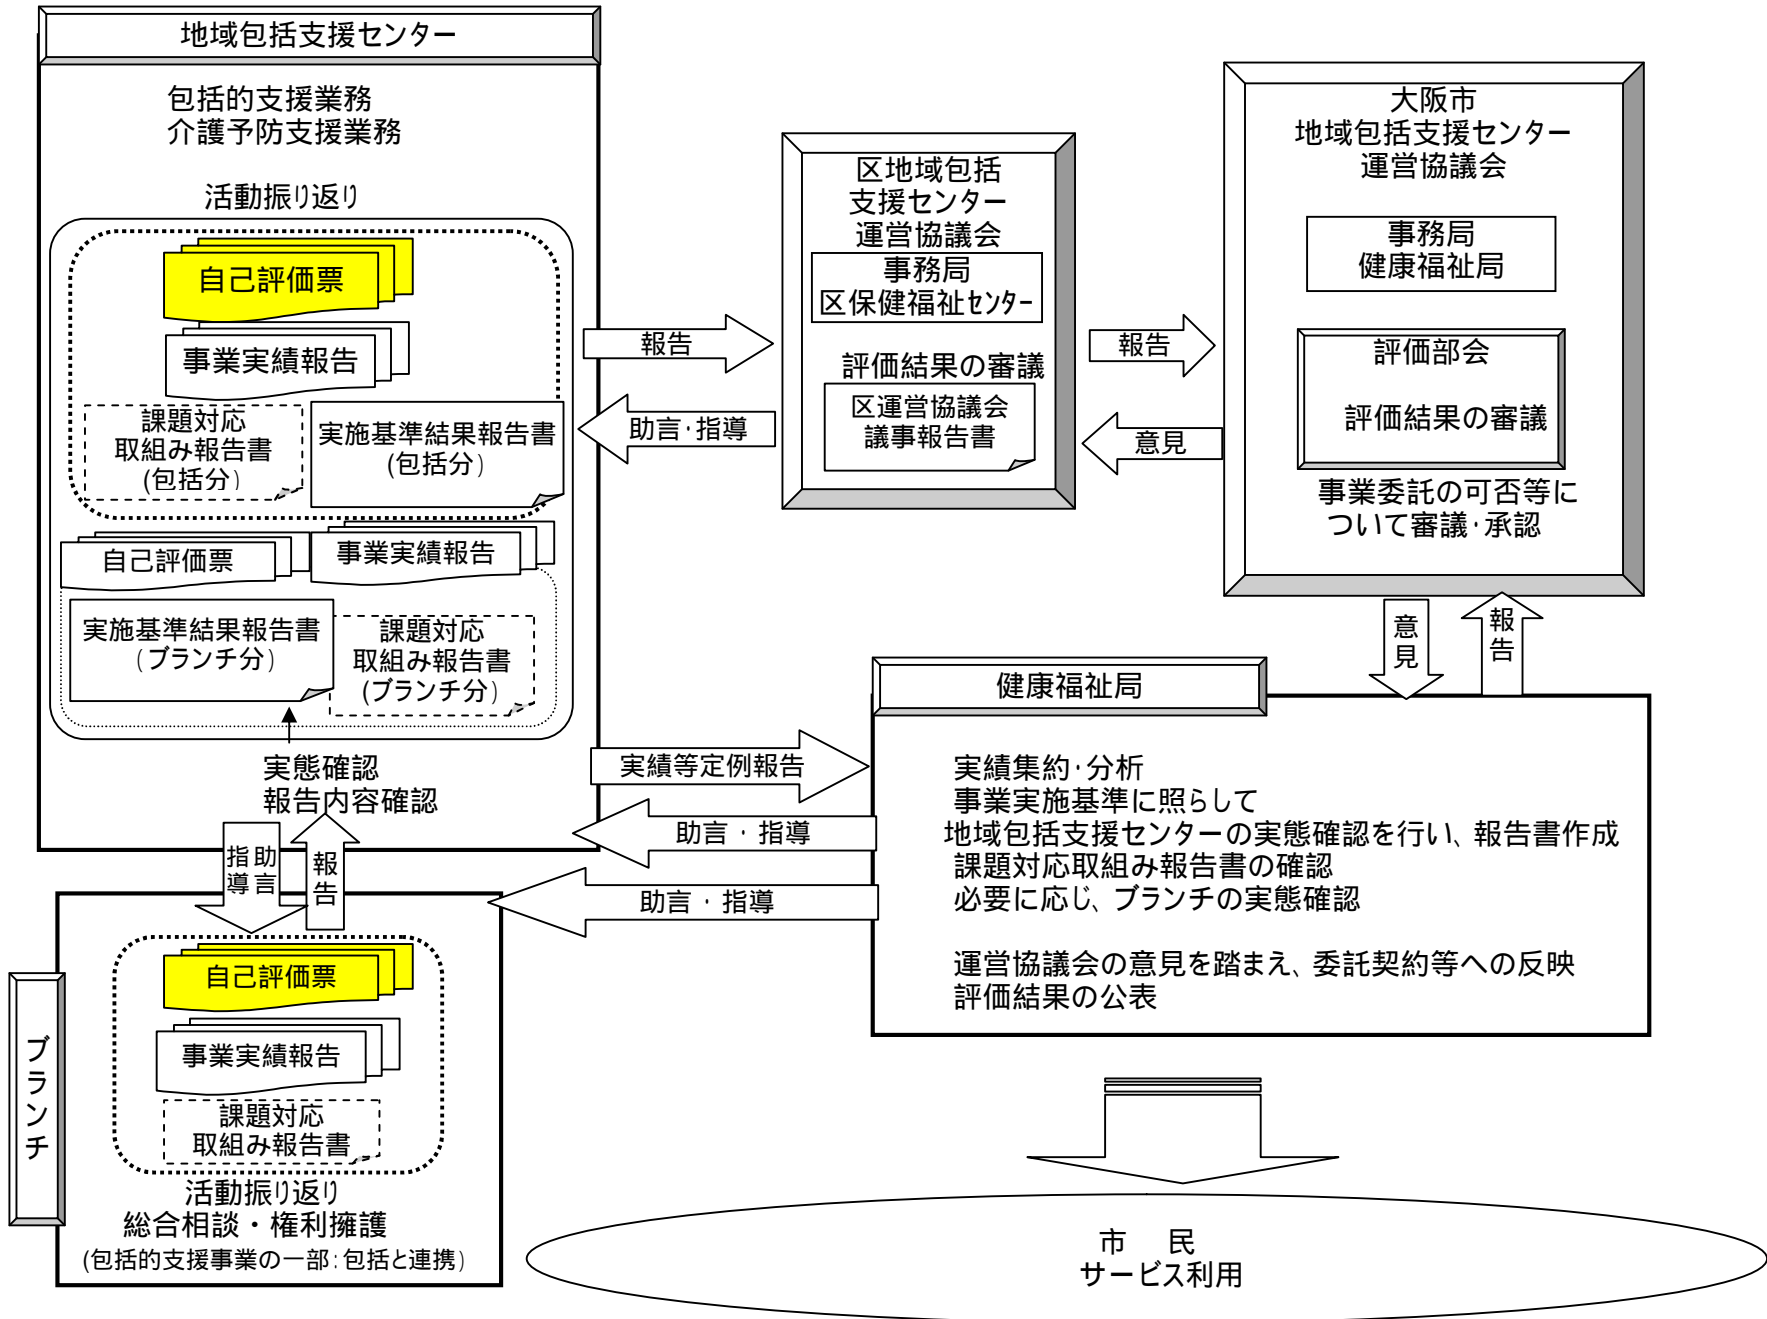 地域包括支援センター
包括的支援業務
介護予防支援業務
活動振り返り
自己評価票
事業実績報告
課題対応
取組み報告書
(包括分)
実施基準結果報告書
(包括分)
自己評価票
事業実績報告
実施基準結果報告書
(ブランチ分)
課題対応
取組み報告書
(ブランチ分)
実態確認
報告内容確認
助言
指導
報告
ブランチ
自己評価票
事業実績報告
課題対応
取組み報告書
活動振り返り
総合相談・権利擁護
(包括的支援事業の一部:包括と連携)
報告
助言・指導
区地域包括
支援センター
運営協議会
事務局
区保健福祉センター
評価結果の審議
区運営協議会
議事報告書
報告
意見
大阪市
地域包括支援センター
運営協議会
事務局
健康福祉局
評価部会
評価結果の審議
事業委託の可否等に
ついて審議・承認
意見
報告
実績等定例報告
助言・指導
助言・指導
健康福祉局
実績集約・分析
事業実施基準に照らして
地域包括支援センターの実態確認を行い、報告書作成
課題対応取組み報告書の確認
必要に応じ、ブランチの実態確認
運営協議会の意見を踏まえ、委託契約等への反映
評価結果の公表
市 民
サービス利用